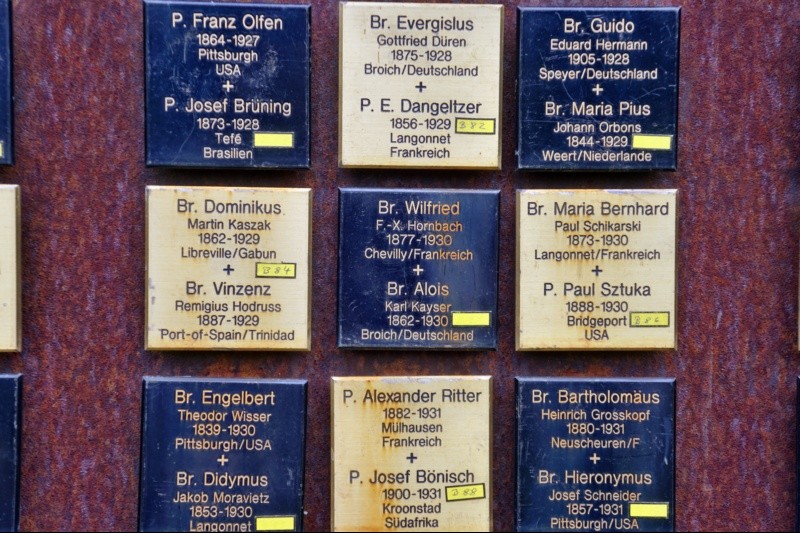 P. Franz Olfen
1864-1927
Pittsburgh
USA
+
P. Josef Brüning
1873-1928
Tefé
Brasilien
Br. Evergislus
Gottfried Düren
1875-1928
Broich/Deutschland
+
P. E. Dangeltzer
1856-1929 B 82
Langonnet
Frankreich
Br. Guido
Eduard Hermann
1905-1928
Speyer/Deutschland
+
Br. Maria Pius
Johann Orbons
1844-1929
Weert/Niederlande
Br. Dominikus
Martin Kaszak
1862-1929
Libreville/Gabun
+ B 84
Br. Vinzenz
Remigius Hodruss
1887-1929
Port-of-Spain/Trinidad
Br. Wilfried
F.-X. Hornbach
1877-1930
Chevilly/Frankreich
+
Br. Alois
Karl Kayser
1862-1930
Broich/Deutschland
Br. Maria Bernhard
Paul Schikarski
1873-1930
Langonnet/Frankreich
+
P. Paul Sztuka
1888-1930
Bridgeport B 86
USA
Br. Engelbert
Theodor Wisser
1839-1930
Pittsburgh/USA
+
Br. Didymus
Jakob Moravietz
1853-1930
Langonnet
P. Alexander Ritter
1882-1931
Mülhausen
Frankreich
+
P. Josef Bönisch
1900-1931 B 88
Kroonstad
Südafrika
Br. Bartholomäus
Heinrich Grosskopf
1880-1931
Neuscheuren/F
+
Br. Hieronymus
Josef Schneider
1857-1931
Pittsburgh/USA